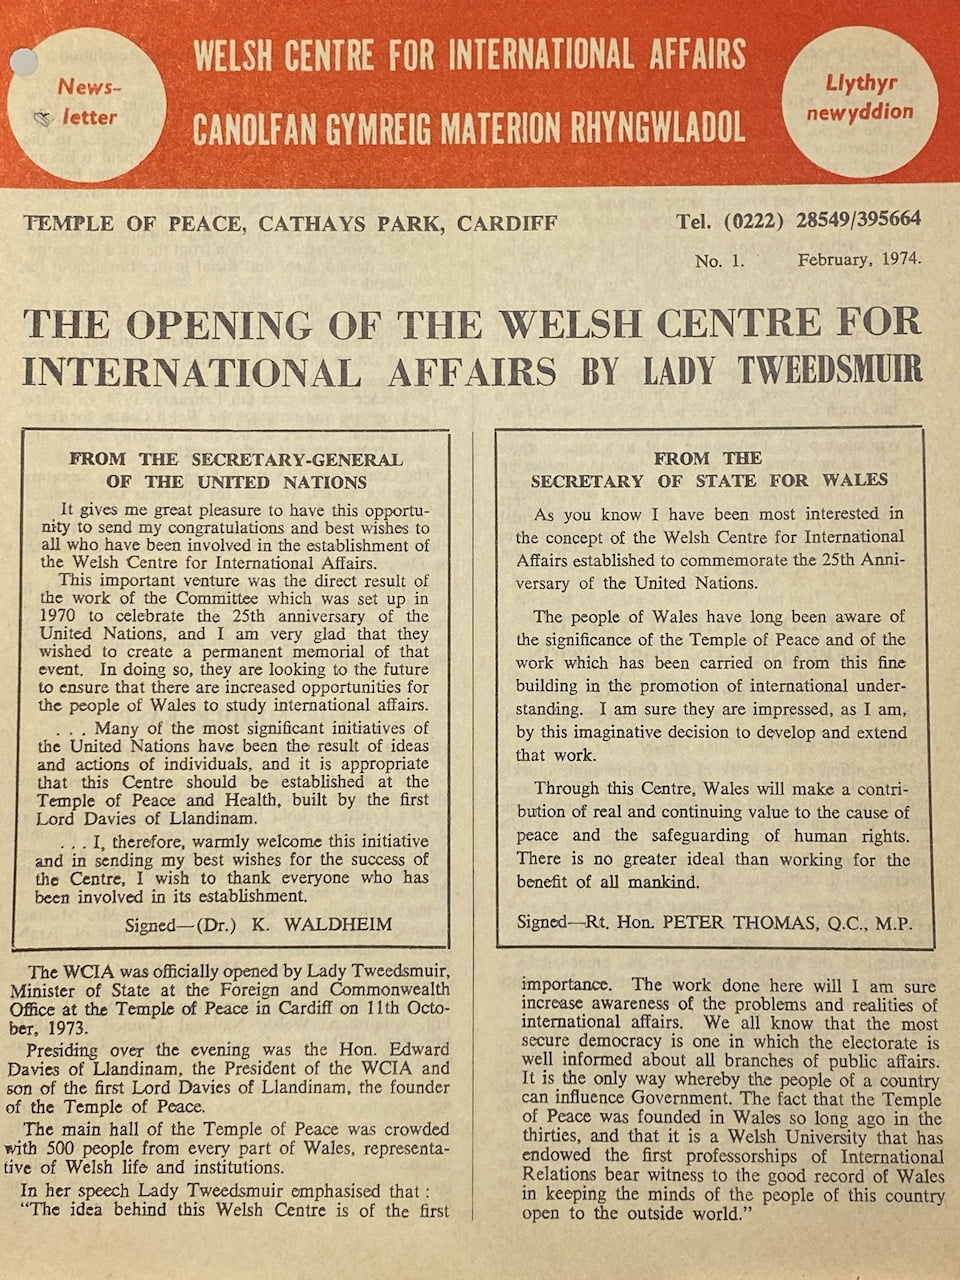 News-
letter
WELSH CENTRE FOR INTERNATIONAL AFFAIRS
CANOLFAN GYMREIG MATERION RHYNGWLADOL
Llythyr
newyddion
TEMPLE OF PEACE, CATHAYS PARK, CARDIFF
Tel. (0222) 28549/395664
No. 1. February, 1974.
THE OPENING OF THE WELSH CENTRE FOR
INTERNATIONAL AFFAIRS BY LADY TWEEDSMUIR
FROM THE SECRETARY-GENERAL
OF THE UNITED NATIONS
It gives me great pleasure to have this opportu-
nity to send my congratulations and best wishes to
all who have been involved in the establishment of
the Welsh Centre for International Affairs.
This important venture was the direct result of
the work of the Committee which was set up in
1970 to celebrate the 25th anniversary of the
United Nations, and I am very glad that they
wished to create a permanent memorial of that
event. In doing so, they are looking to the future
to ensure that there are increased opportunities for
the people of Wales to study international affairs.
. . . Many of the most significant initiatives of
the United Nations have been the result of ideas
and actions of individuals, and it is appropriate
that this Centre should be established at the
Temple of Peace and Health, built by the first
Lord Davies of Llandinam.
. . . I, therefore, warmly welcome this initiative
and in sending my best wishes for the success of
the Centre, I wish to thank everyone who has
been involved in its establishment.
Signed—(Dr.) K. WALDHEIM
FROM THE
SECRETARY OF STATE FOR WALES
As you know I have been most interested in
the concept of the Welsh Centre for International
Affairs established to commemorate the 25th Anni-
versary of the United Nations.
The people of Wales have long been aware of
the significance of the Temple of Peace and of the
work which has been carried on from this fine
building in the promotion of international under-
standing. I am sure they are impressed, as I am,
by this imaginative decision to develop and extend
that work.
Through this Centre, Wales will make a contri-
bution of real and continuing value to the cause of
peace and the safeguarding of human rights.
There is no greater ideal than working for the
benefit of all mankind.
Signed—Rt. Hon. PETER THOMAS, Q.C., M.P.
The WCIA was officially opened by Lady Tweedsmuir,
Minister of State at the Foreign and Commonwealth
Office at the Temple of Peace in Cardiff on 11th Octo-
ber, 1973.
Presiding over the evening was the Hon. Edward
Davies of Llandinam, the President of the WCIA and
son of the first Lord Davies of Llandinam, the founder
of the Temple of Peace.
The main hall of the Temple of Peace was crowded
with 500 people from every part of Wales, representa-
tive of Welsh life and institutions.
In her speech Lady Tweedsmuir emphasised that :
"The idea behind this Welsh Centre is of the first
importance. The work done here will I am sure
increase awareness of the problems and realities of
international affairs. We all know that the most
secure democracy is one in which the electorate is
well informed about all branches of public affairs.
It is the only way whereby the people of a country
can influence Government. The fact that the Temple
of Peace was founded in Wales so long ago in the
thirties, and that it is a Welsh University that has
endowed the first professorships of International
Relations bear witness to the good record of Wales
in keeping the minds of the people of this country
open to the outside world."